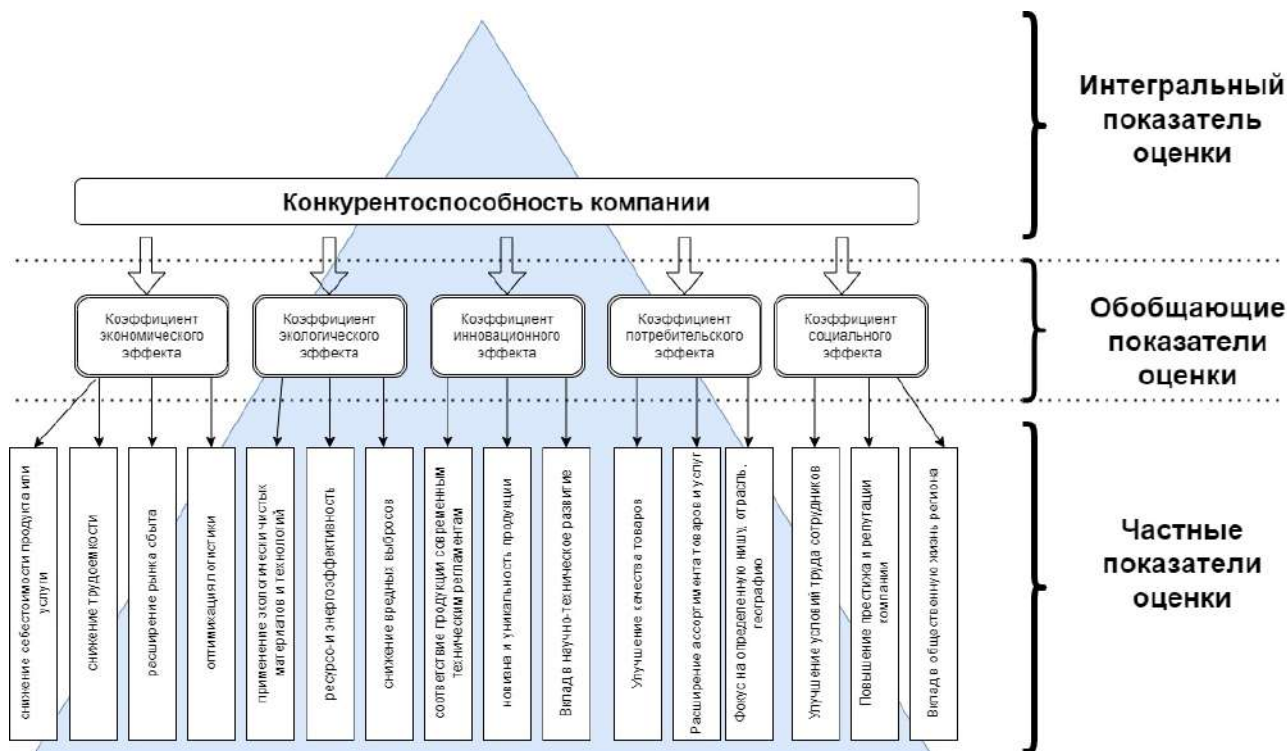 Интегральный
показатель
оценки
Конкурентоспособность компании
Коэффициент
экономического
эффекта
Коэффициент
экологического
эффекта
Коэффициент
инновационного
эффекта
Коэффициент
потребительского
эффекта
Коэффициент
социального
эффекта
Обобщающие
показатели
оценки
снижение себестоимости продукта или
услуги
снижение трудоемкости
расширение рынка сбыта
оптимизация логистики
применение экологически чистых
материалов и технологий
ресурсо- и энергоэффективность
снижение вредных выбросов
соответствие продукции современным
техническим регламентам
новизна и уникальность продукции
Вклад в научно-техническое развитие
Улучшение качества товаров
Расширение ассортимента товаров и услуг
Фокус на определенную нишу, отрасль,
географию
Улучшение условий труда сотрудников
Повышение престижа и репутации
компании
Вклад в общественную жизнь региона
Частные
показатели
оценки